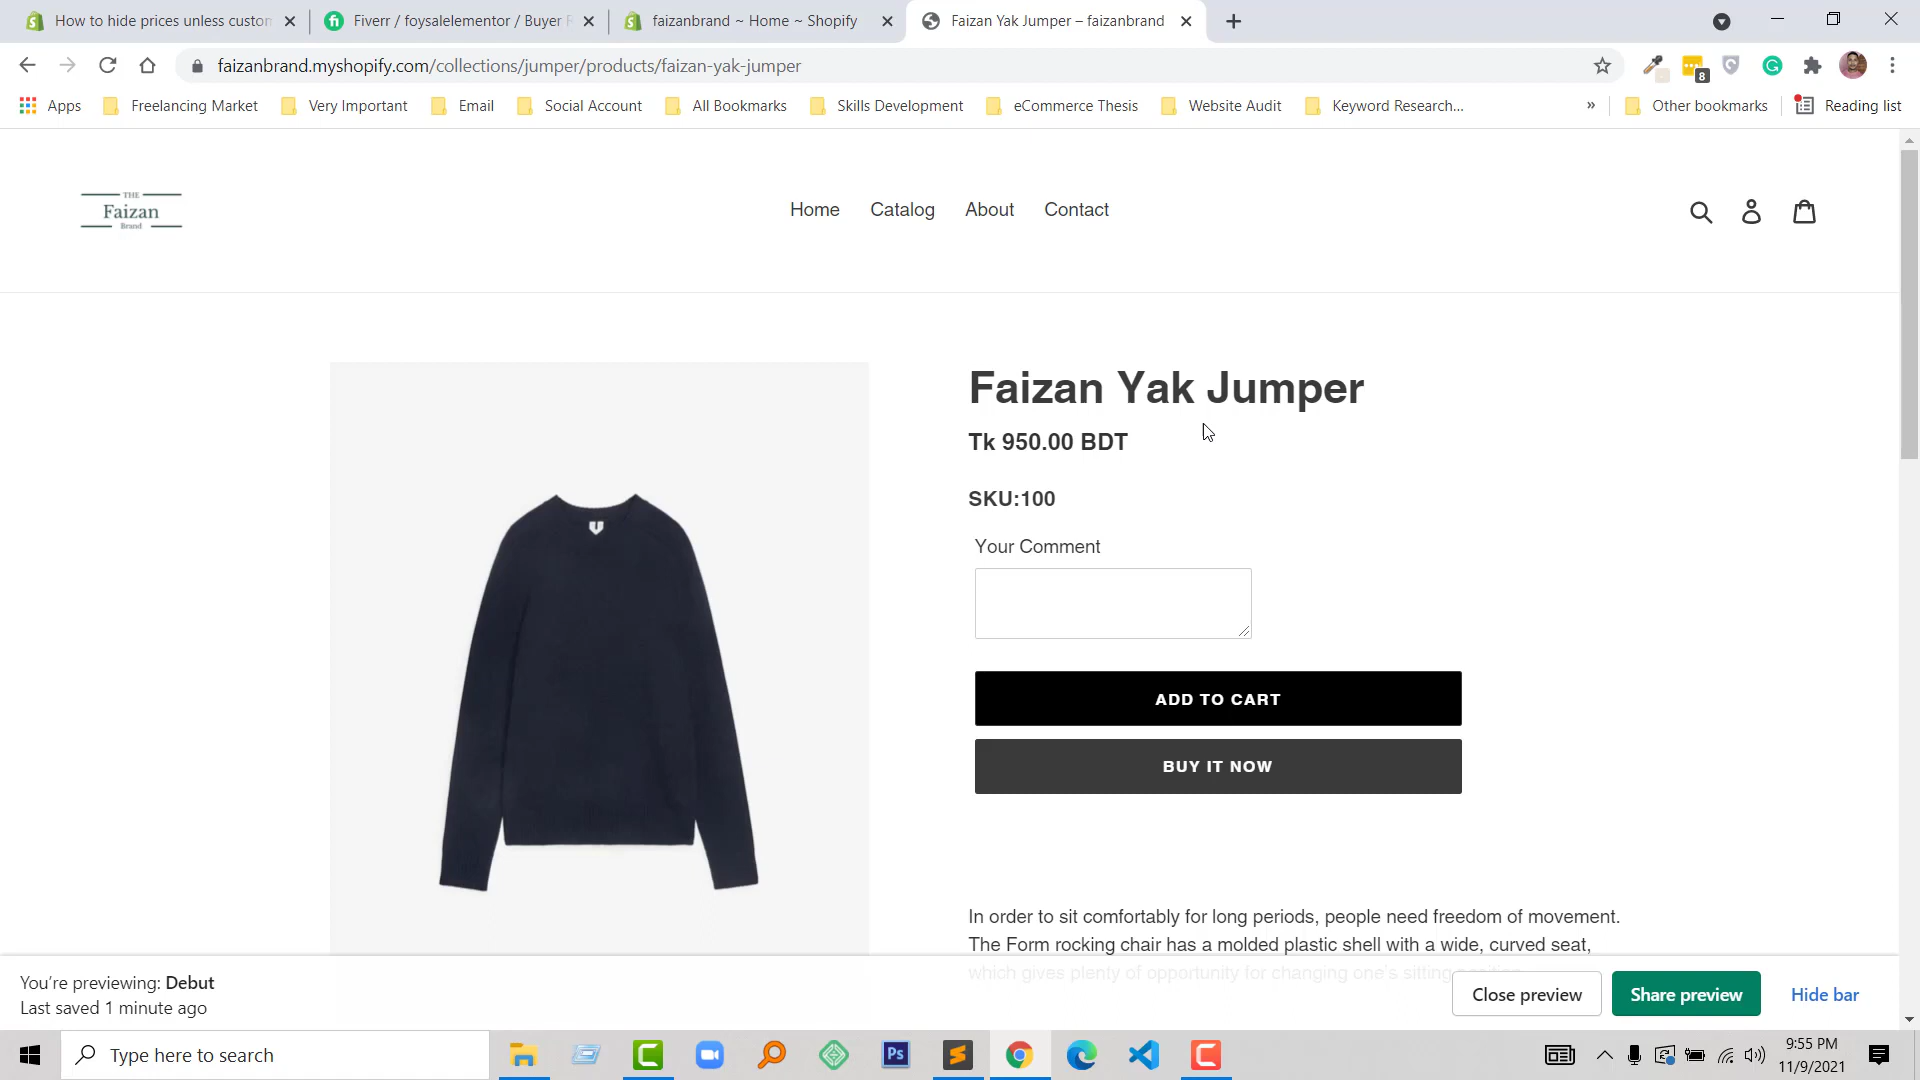 How to hide prices unless custon
Fiverr / foysalelementor / Buyer
faizanbrand ~ Home ~ Shopify
Faizan Yak Jumper – faizanbrand
faizanbrand.myshopify.com/collections/jumper/products/faizan-yak-jumper
8
Apps
Freelancing Market
Very Important
Email
Social Account
All Bookmarks
Skills Development
eCommerce Thesis
Website Audit
Keyword Research...
»
Other bookmarks
Reading list
THE
Faizan
Brand
Home
Catalog
About
Contact
Faizan Yak Jumper
Tk 950.00 BDT
SKU:100
Your Comment
ADD TO CART
BUY IT NOW
In order to sit comfortably for long periods, people need freedom of movement.
The Form rocking chair has a molded plastic shell with a wide, curved seat,
which gives plenty of opportunity for changing one's sitting position.
You're previewing: Debut
Last saved 1 minute ago
Close preview
Share preview
Hide bar
Type here to search
Ps
9:55 PM
11/9/2021